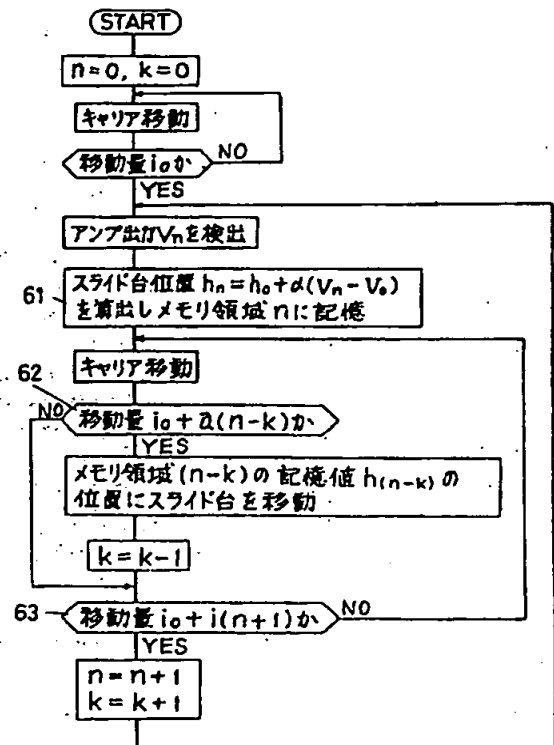 START
n=0, k=0
キャリア移動
移動量i₀か
NO
YES
アンプ出力Vnを検出
61
スライド台位置 hn=h₀+α(Vn-V₀)
を算出しメモリ領域nに記憶
キャリア移動
62
NO
移動量i₀+a(n-k)か
YES
メモリ領域(n-k)の記憶値h(n-k)の
位置にスライド台を移動
k=k-1
63
移動量i₀+i(n+1)か
NO
YES
n=n+1
k=k+1